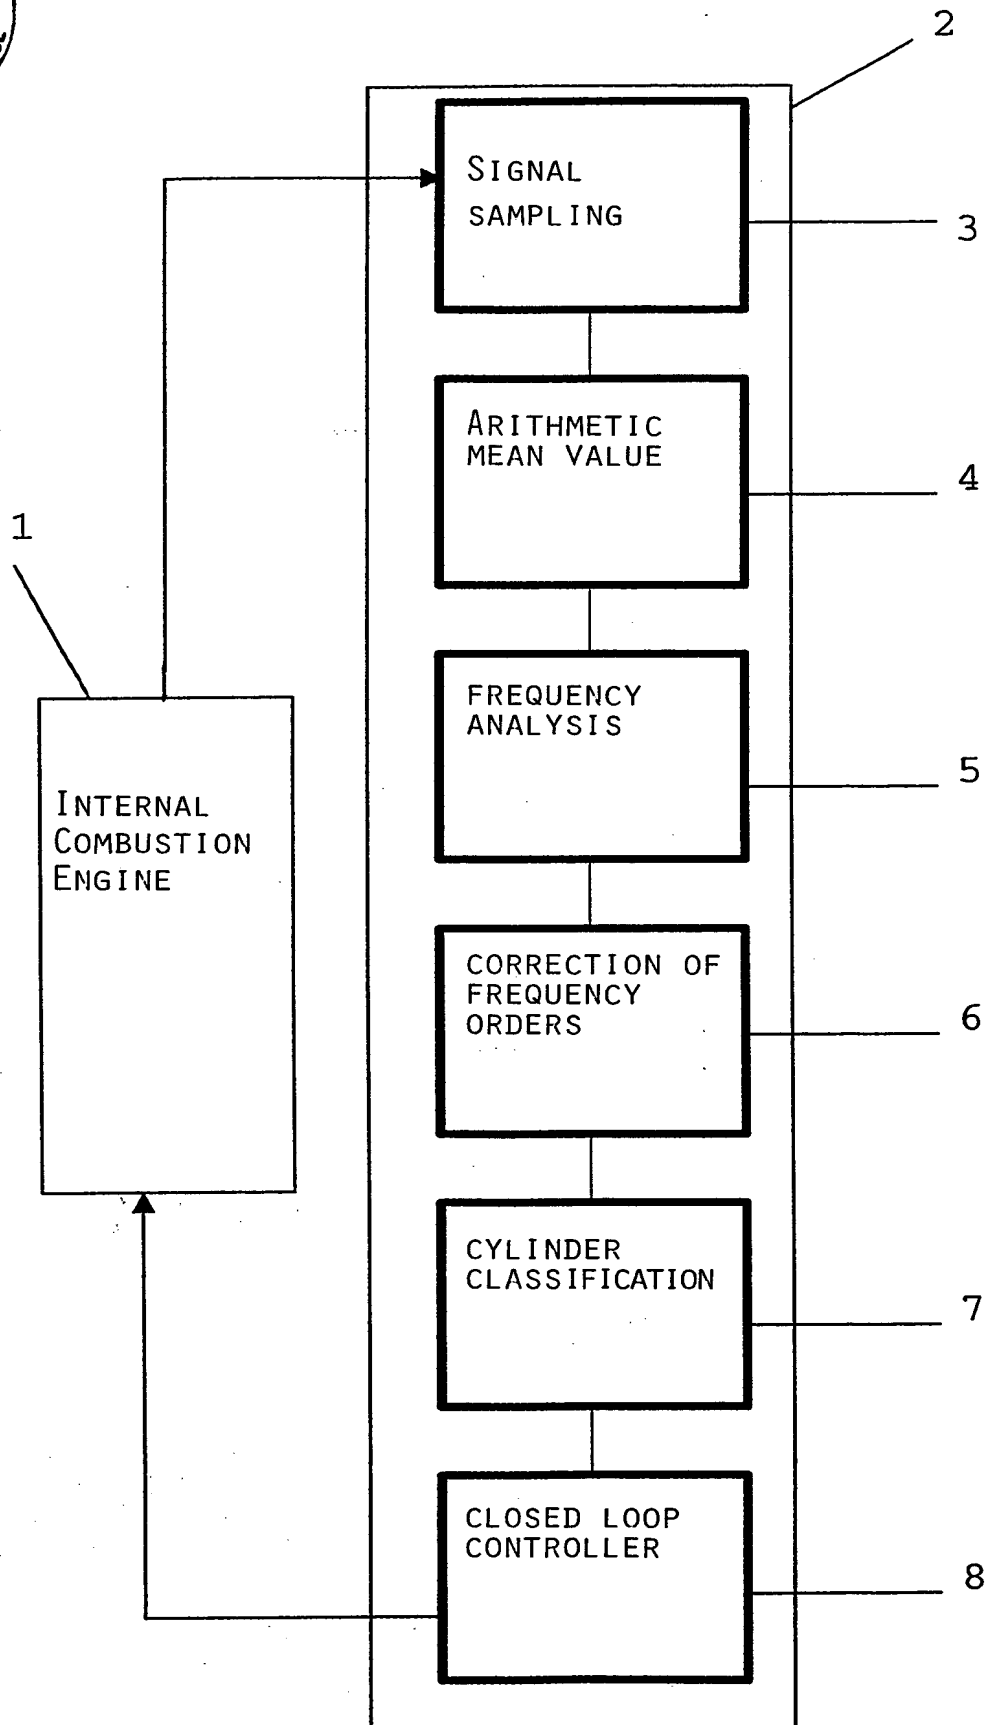 2
SIGNAL
SAMPLING
3
ARITHMETIC
MEAN VALUE
4
1
FREQUENCY
ANALYSIS
5
INTERNAL
COMBUSTION
ENGINE
CORRECTION OF
FREQUENCY
ORDERS
6
CYLINDER
CLASSIFICATION
7
CLOSED LOOP
CONTROLLER
8